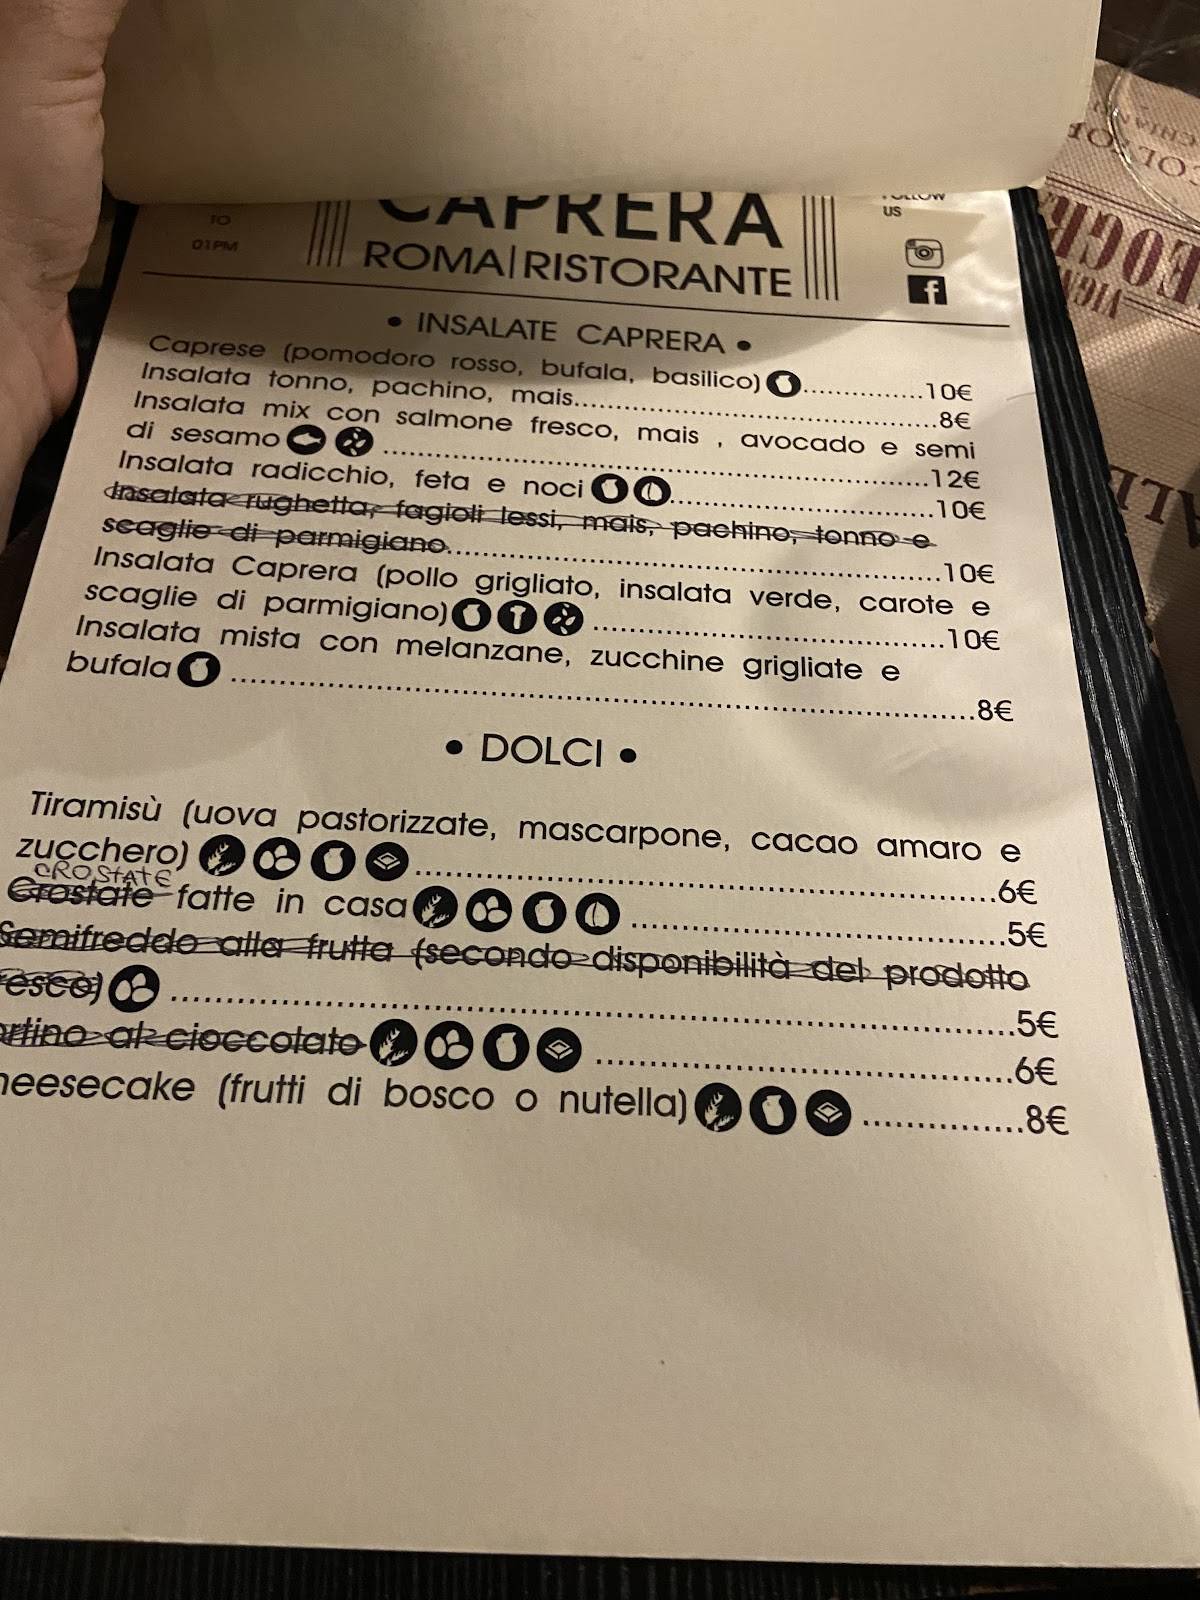 CAPRERA
ROMA|RISTORANTE
TO
01PM
FOLLOW
US
• INSALATE CAPRERA •
Caprese (pomodoro rosso, bufala, basilico)...............10€
Insalata tonno, pachino, mais.............................................8€
Insalata mix con salmone fresco, mais , avocado e semi
di sesamo ......................................................................12€
Insalata radicchio, feta e noci ................................10€
Insalata rughetta, fagioli lessi, mais, pachino, tonno e
scaglie di parmigiano............................................................10€
Insalata Caprera (pollo grigliato, insalata verde, carote e
scaglie di parmigiano) .............................................10€
Insalata mista con melanzane, zucchine grigliate e
bufala ...........................................................................8€
• DOLCI •
Tiramisù (uova pastorizzate, mascarpone, cacao amaro e
zucchero) ..........................................................6€
CROSTATE
Crostate fatte in casa .....................................5€
Semifreddo alla frutta (secondo disponibilità del prodotto
resco) .....................................................................................5€
ortino al cioccolato ..........................................6€
heesecake (frutti di bosco o nutella) ................8€